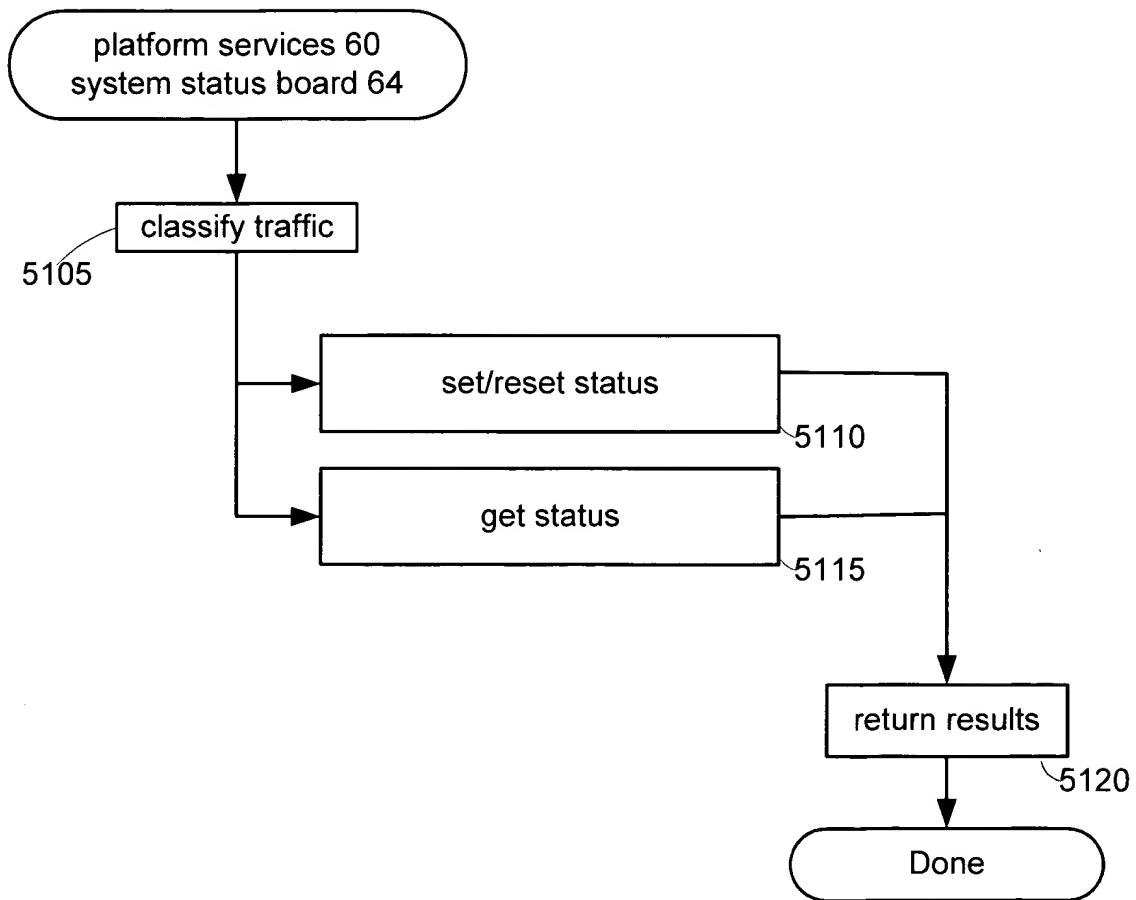 platform services 60
system status board 64
classify traffic
5105
set/reset status
5110
get status
5115
return results
5120
Done